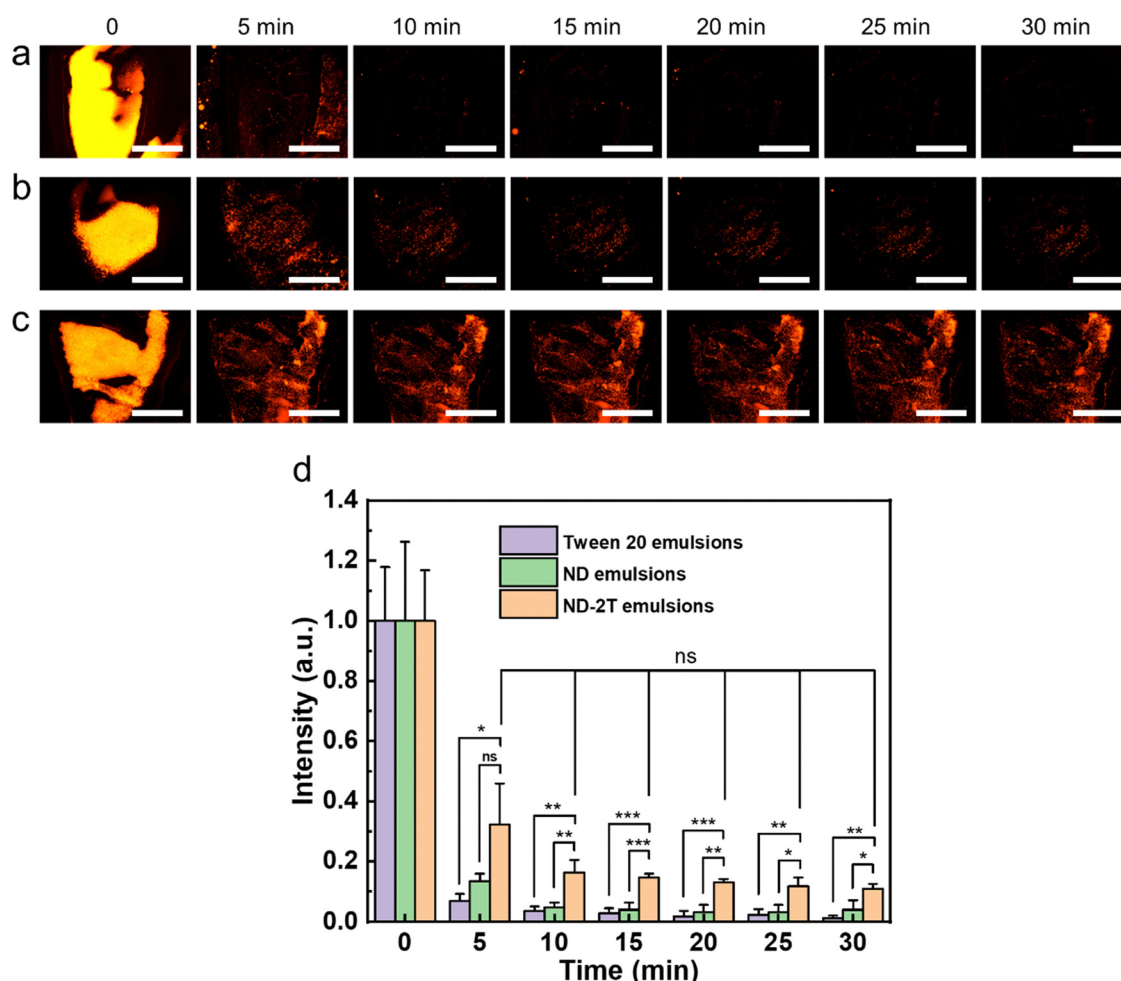 0 5 min 10 min 15 min 20 min 25 min 30 min
a
b
c
d
1.4
1.2
1.0
0.8
0.6
0.4
0.2
0.0
Intensity (a.u.)
Tween 20 emulsions
ND emulsions
ND-2T emulsions
ns
* ns
** **
*** ***
*** **
** *
** *
0 5 10 15 20 25 30
Time (min)